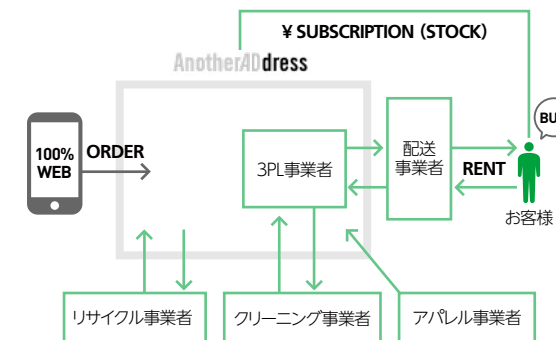 ¥ SUBSCRIPTION (STOCK)
AnotherADdress
100%
WEB
ORDER
3PL事業者
配送
事業者
RENT
お客様
リサイクル事業者
クリーニング事業者
アパレル事業者